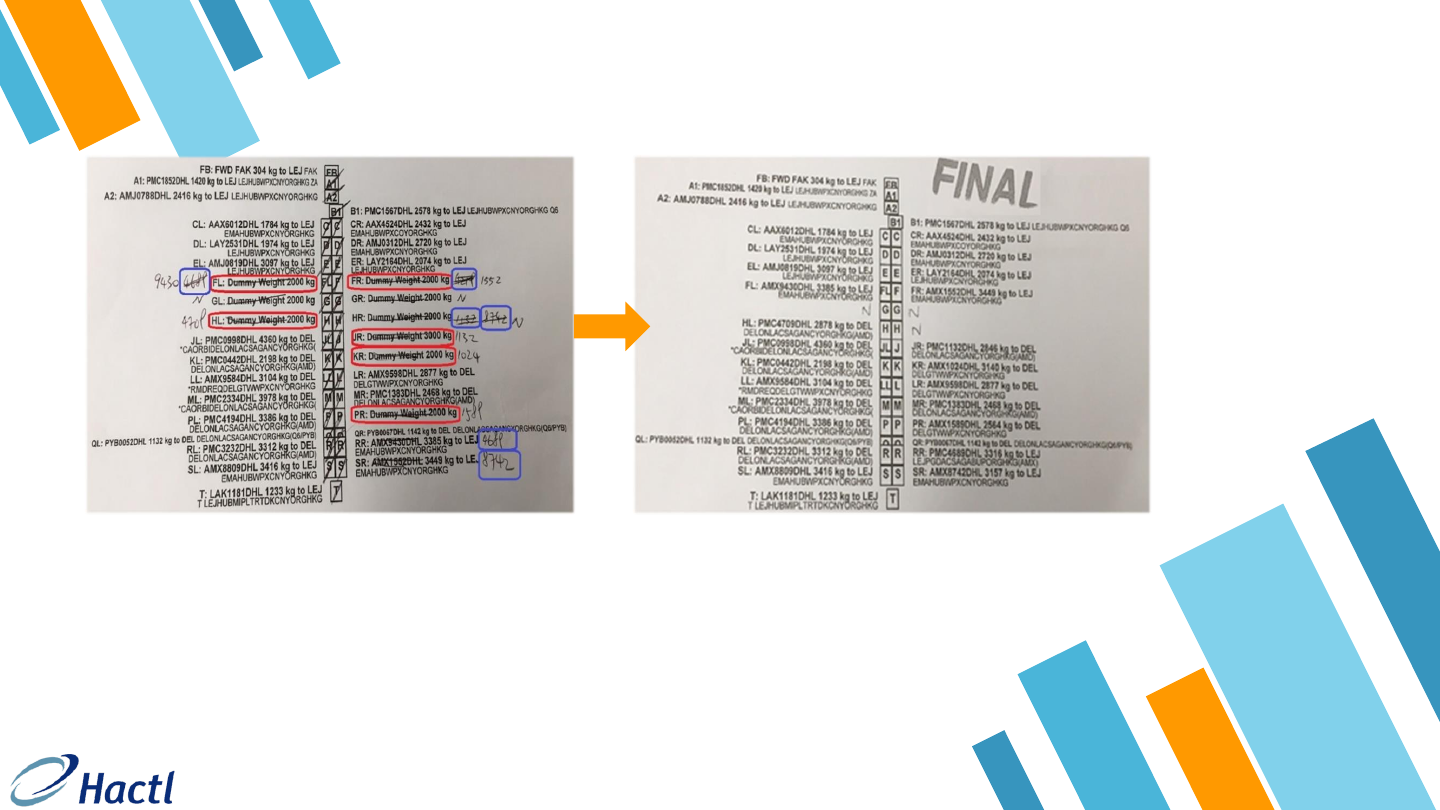 FB: FWD FAK 304 kg to LEJ FAK
FB
A1: PMC1852DHL 1420 kg to LEJ LEJHUBWPXCNYORGHKG ZA
A1
A2: AMJ0788DHL 2416 kg to LEJ LEJHUBWPXCNYORGHKG
A2
B1
B1: PMC1567DHL 2578 kg to LEJ LEJHUBWPXCNYORGHKG Q6
CL: AAX6012DHL 1784 kg to LEJ
EMAHUBWPXCNYORGHKG
C C
CR: AAX4524DHL 2432 kg to LEJ
EMAHUBWPXCOYORGHKG
DL: LAY2531DHL 1974 kg to LEJ
LEJHUBWPXCNYORGHKG
D D
DR: AMJ0312DHL 2720 kg to LEJ
EMAHUBWPXCNYORGHKG
EL: AMJ0819DHL 3097 kg to LEJ
LEJHUBWPXCNYORGHKG
E E
ER: LAY2164DHL 2074 kg to LEJ
LEJHUBWPXCNYORGHKG
9430
FL: Dummy Weight 2000 kg
L F
FR: Dummy Weight 2000 kg
1552
N
GL: Dummy Weight 2000 kg
G G
GR: Dummy Weight 2000 kg
N
4709
HL: Dummy Weight 2000 kg
H H
HR: Dummy Weight 2000 kg
1132
8742
N
JL: PMC0998DHL 4360 kg to DEL
*CAORBIDELONLACSAGANCYORGHKG(
JR: Dummy Weight 3000 kg
1132
KL: PMC0442DHL 2198 kg to DEL
DELONLACSAGANCYORGHKG(AMD)
K K
KR: Dummy Weight 2000 kg
1024
LL: AMX9584DHL 3104 kg to DEL
*RMDREQDELGTWWPXCNYORGHKG
LR: AMX9598DHL 2877 kg to DEL
DELGTWWPXCNYORGHKG
ML: PMC2334DHL 3978 kg to DEL
*CAORBIDELONLACSAGANCYORGHKG(
M M
MR: PMC1383DHL 2468 kg to DEL
DELONLACSAGANCYORGHKG(AMD)
PL: PMC4194DHL 3386 kg to DEL
DELONLACSAGANCYORGHKG(AMD)
P P
PR: Dummy Weight 2000 kg
1589
QL: PYB0052DHL 1132 kg to DEL DELONLACSAGANCYORGHKG(Q6/PYB)
QR: PYB0067DHL 1142 kg to DEL DELONLACSAGANCYORGHKG(Q6/PYB)
RL: PMC3232DHL 3312 kg to DEL
DELONLACSAGANCYORGHKG(AMD)
RR: AMX9430DHL 3385 kg to LEJ
EMAHUBWPXCNYORGHKG
4689
SL: AMX8809DHL 3416 kg to LEJ
EMAHUBWPXCNYORGHKG
S S
SR: AMX1552DHL 3449 kg to LEJ
EMAHUBWPXCNYORGHKG
8742
T: LAK1181DHL 1233 kg to LEJ
T LEJHUBMIPLTRTDKCNYORGHKG
T
FINAL
FB: FWD FAK 304 kg to LEJ FAK
FB
A1: PMC1852DHL 1420 kg to LEJ LEJHUBWPXCNYORGHKG ZA
A1
A2: AMJ0788DHL 2416 kg to LEJ LEJHUBWPXCNYORGHKG
A2
B1
B1: PMC1567DHL 2578 kg to LEJ LEJHUBWPXCNYORGHKG Q6
CL: AAX6012DHL 1784 kg to LEJ
EMAHUBWPXCNYORGHKG
C C
CR: AAX4524DHL 2432 kg to LEJ
EMAHUBWPXCOYORGHKG
DL: LAY2531DHL 1974 kg to LEJ
LEJHUBWPXCNYORGHKG
D D
DR: AMJ0312DHL 2720 kg to LEJ
EMAHUBWPXCNYORGHKG
EL: AMJ0819DHL 3097 kg to LEJ
LEJHUBWPXCNYORGHKG
E E
ER: LAY2164DHL 2074 kg to LEJ
LEJHUBWPXCNYORGHKG
FL: AMX9430DHL 3385 kg to LEJ
EMAHUBWPXCNYORGHKG
FL F
FR: AMX1552DHL 3449 kg to LEJ
EMAHUBWPXCNYORGHKG
N
G G
N
HL: PMC4709DHL 2878 kg to DEL
DELONLACSAGANCYORGHKG(AMD)
H H
N
JL: PMC0998DHL 4360 kg to DEL
*CAORBIDELONLACSAGANCYORGHKG(
JL J
JR: PMC1132DHL 2846 kg to DEL
DELONLACSAGANCYORGHKG(AMD)
KL: PMC0442DHL 2198 kg to DEL
DELONLACSAGANCYORGHKG(AMD)
K K
KR: AMX1024DHL 3140 kg to DEL
DELGTWWPXCNYORGHKG
LL: AMX9584DHL 3104 kg to DEL
*RMDREQDELGTWWPXCNYORGHKG
LL L
LR: AMX9598DHL 2877 kg to DEL
DELGTWWPXCNYORGHKG
ML: PMC2334DHL 3978 kg to DEL
*CAORBIDELONLACSAGANCYORGHKG(
M M
MR: PMC1383DHL 2468 kg to DEL
DELONLACSAGANCYORGHKG(AMD)
PL: PMC4194DHL 3386 kg to DEL
DELONLACSAGANCYORGHKG(AMD)
P P
PR: AMX1589DHL 2564 kg to DEL
DELGTWWPXCNYORGHKG
QL: PYB0052DHL 1132 kg to DEL DELONLACSAGANCYORGHKG(Q6/PYB)
QR: PYB0067DHL 1142 kg to DEL DELONLACSAGANCYORGHKG(Q6/PYB)
RL: PMC3232DHL 3312 kg to DEL
DELONLACSAGANCYORGHKG(AMD)
R R
RR: PMC4689DHL 3316 kg to LEJ
SL: AMX8809DHL 3416 kg to LEJ
EMAHUBWPXCNYORGHKG
S S
SR: AMX8742DHL 3157 kg to LEJ
EMAHUBWPXCNYORGHKG
T: LAK1181DHL 1233 kg to LEJ
T LEJHUBMIPLTRTDKCNYORGHKG
T
Hactl